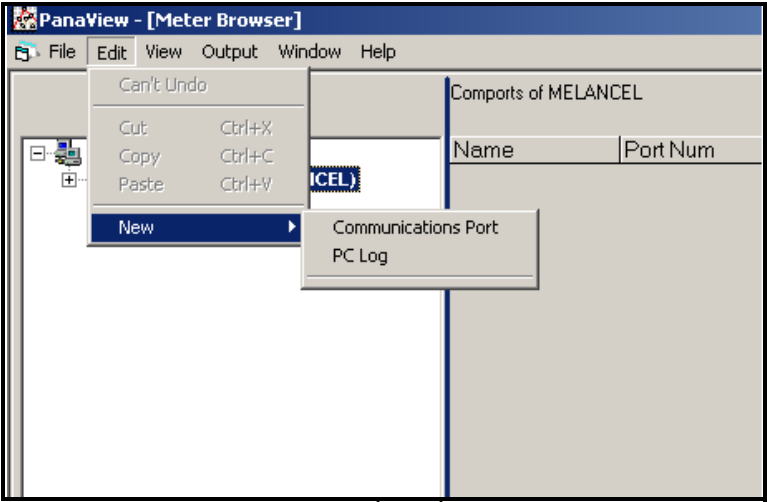 PanaView - [Meter Browser]
File Edit View Output Window Help
Can't Undo
Cut Ctrl+X
Copy Ctrl+C
Paste Ctrl+V
New
Communications Port
PC Log
ICEL)
Comports of MELANCEL
Name Port Num